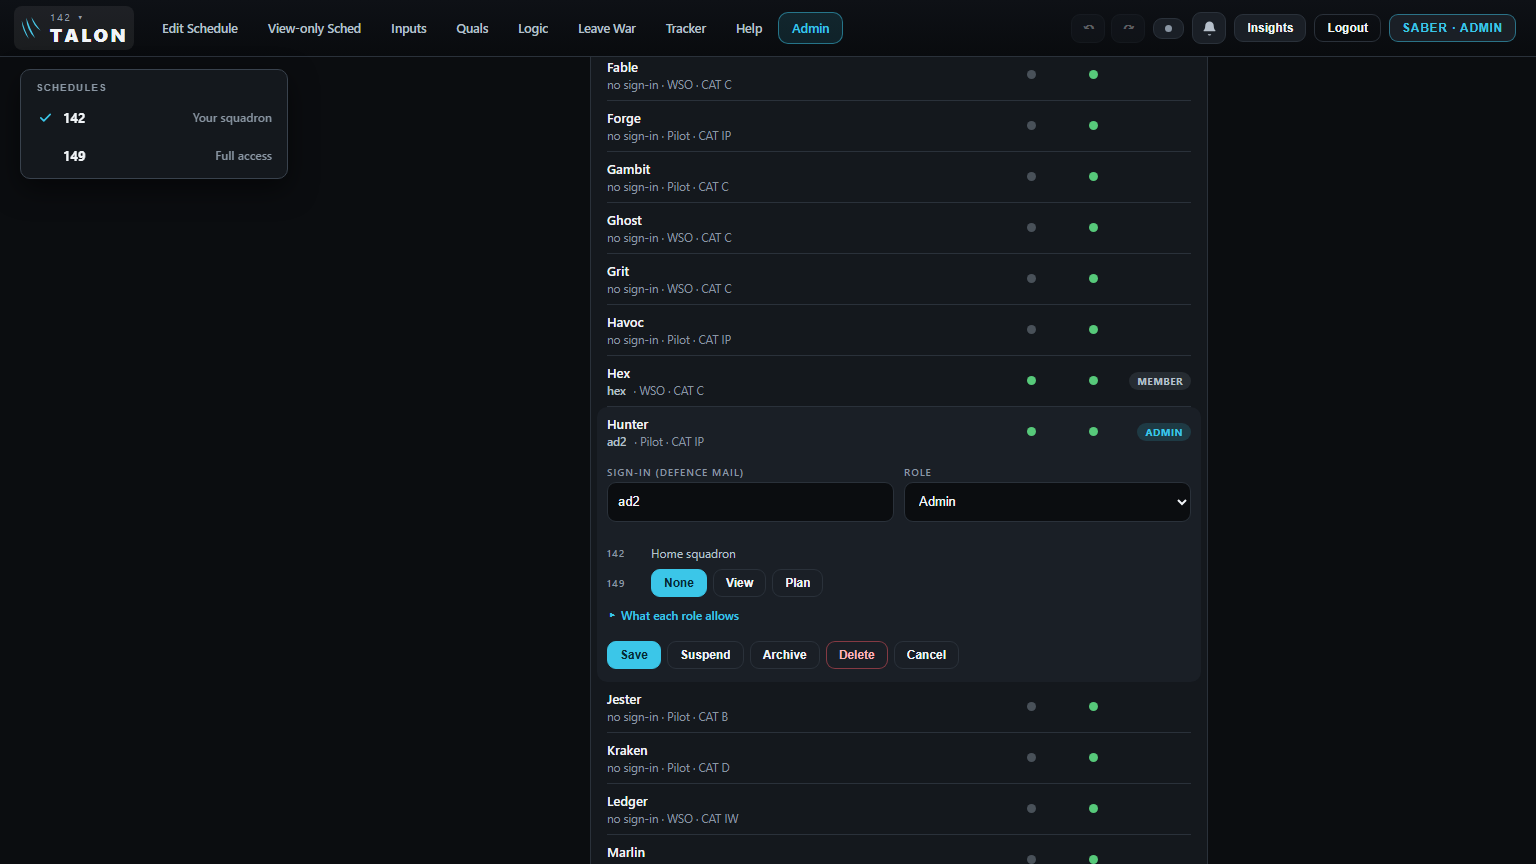 142 ▾
TALON
Edit Schedule
View-only Sched
Inputs
Quals
Logic
Leave War
Tracker
Help
Admin
Insights
Logout
SABER · ADMIN
SCHEDULES
142 Your squadron
149 Full access
Fable
no sign-in · WSO · CAT C
Forge
no sign-in · Pilot · CAT IP
Gambit
no sign-in · Pilot · CAT C
Ghost
no sign-in · WSO · CAT C
Grit
no sign-in · WSO · CAT C
Havoc
no sign-in · Pilot · CAT IP
Hex
hex · WSO · CAT C
MEMBER
Hunter
ad2 · Pilot · CAT IP
ADMIN
SIGN-IN (DEFENCE MAIL)
ROLE
ad2
Admin
142 Home squadron
149 None View Plan
What each role allows
Save Suspend Archive Delete Cancel
Jester
no sign-in · Pilot · CAT B
Kraken
no sign-in · Pilot · CAT D
Ledger
no sign-in · WSO · CAT IW
Marlin